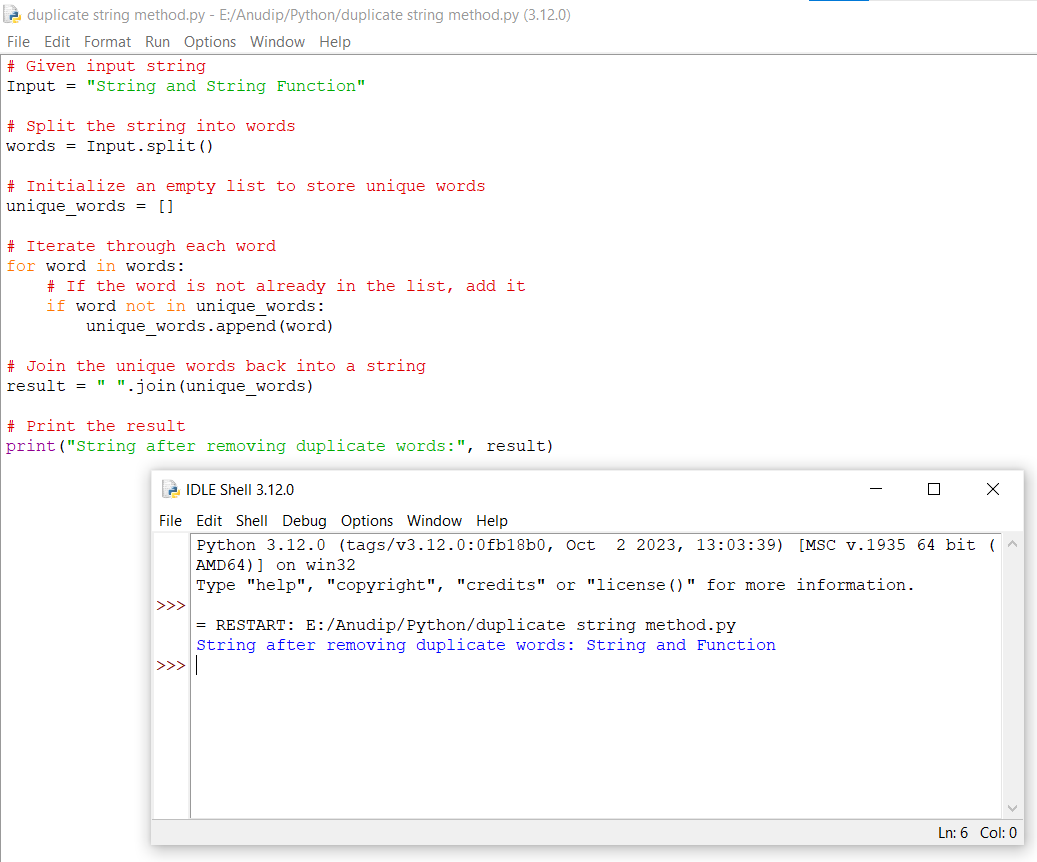 duplicate string method.py - E:/Anudip/Python/duplicate string method.py (3.12.0)
File Edit Format Run Options Window Help
# Given input string
Input = "String and String Function"
# Split the string into words
words = Input.split()
# Initialize an empty list to store unique words
unique_words = []
# Iterate through each word
for word in words:
    # If the word is not already in the list, add it
    if word not in unique_words:
        unique_words.append(word)
# Join the unique words back into a string
result = " ".join(unique_words)
# Print the result
print("String after removing duplicate words:", result)
IDLE Shell 3.12.0
File Edit Shell Debug Options Window Help
Python 3.12.0 (tags/v3.12.0:0fb18b0, Oct  2 2023, 13:03:39) [MSC v.1935 64 bit (
AMD64)] on win32
Type "help", "copyright", "credits" or "license()" for more information.
>>>
= RESTART: E:/Anudip/Python/duplicate string method.py
String after removing duplicate words: String and Function
>>>
Ln: 6 Col: 0